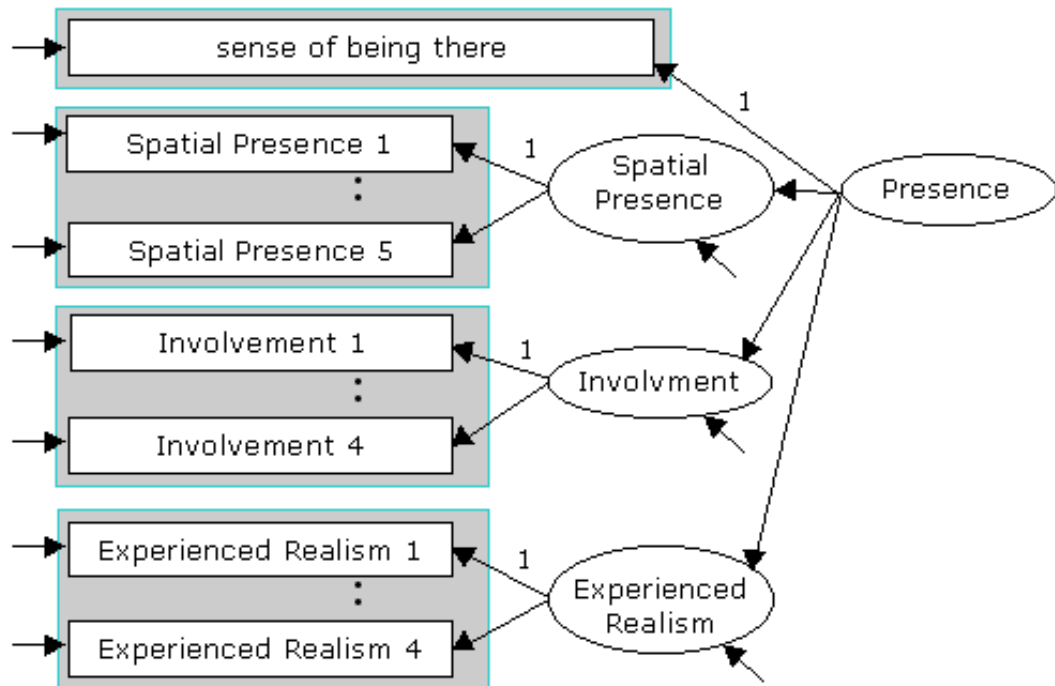 sense of being there
1
Spatial Presence 1
1
Spatial
Presence
Presence
Spatial Presence 5
Involvement 1
1
Involvment
Involvement 4
Experienced Realism 1
1
Experienced
Realism
Experienced Realism 4